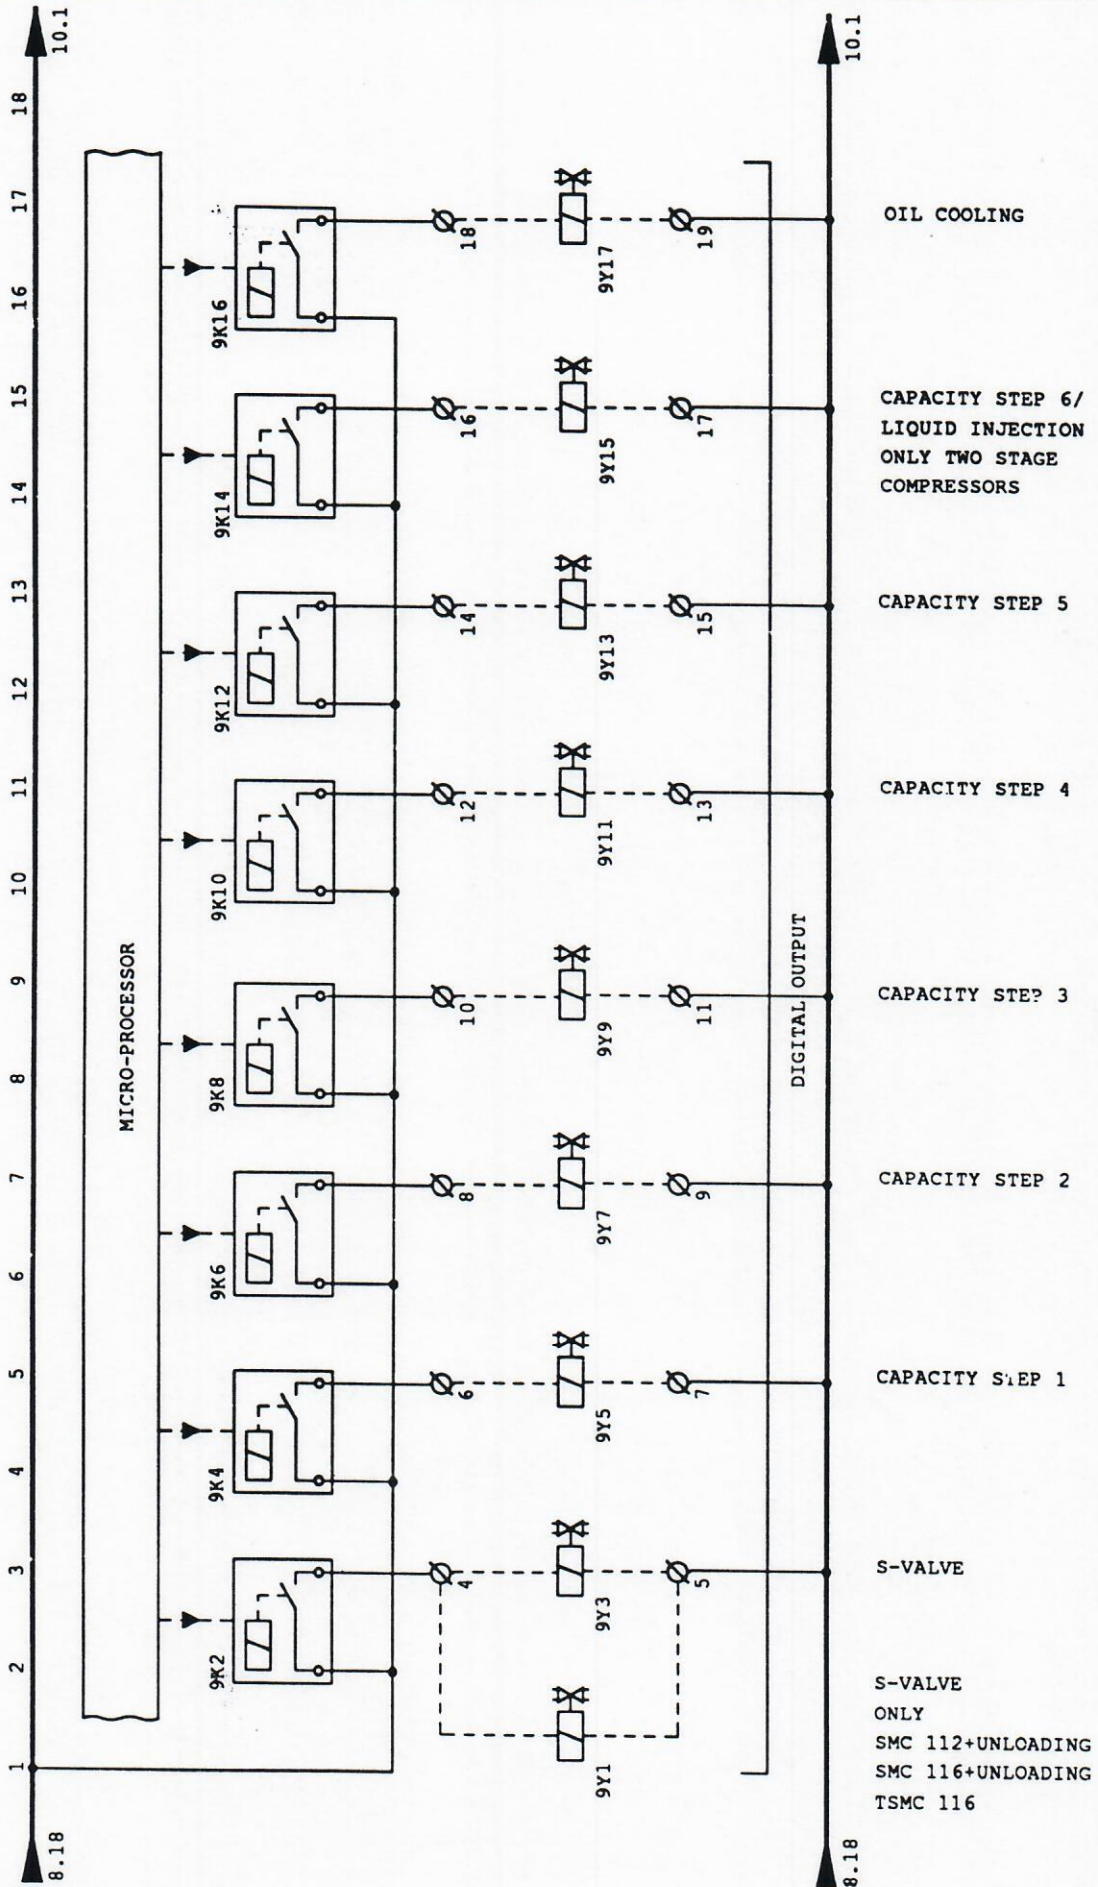 10.1
18
17
16
15
14
13
12
11
10
9
8
7
6
5
4
3
2
1
8.18
MICRO-PROCESSOR
9K16
9K14
9K12
9K10
9K8
9K6
9K4
9K2
18
16
14
12
10
8
6
4
9Y17
9Y15
9Y13
9Y11
9Y9
9Y7
9Y5
9Y3
9Y1
19
17
15
13
11
9
7
5
DIGITAL OUTPUT
10.1
8.18
OIL COOLING
CAPACITY STEP 6/
LIQUID INJECTION
ONLY TWO STAGE
COMPRESSORS
CAPACITY STEP 5
CAPACITY STEP 4
CAPACITY STEP 3
CAPACITY STEP 2
CAPACITY STEP 1
S-VALVE
S-VALVE
ONLY
SMC 112+UNLOADING
SMC 116+UNLOADING
TSMC 116